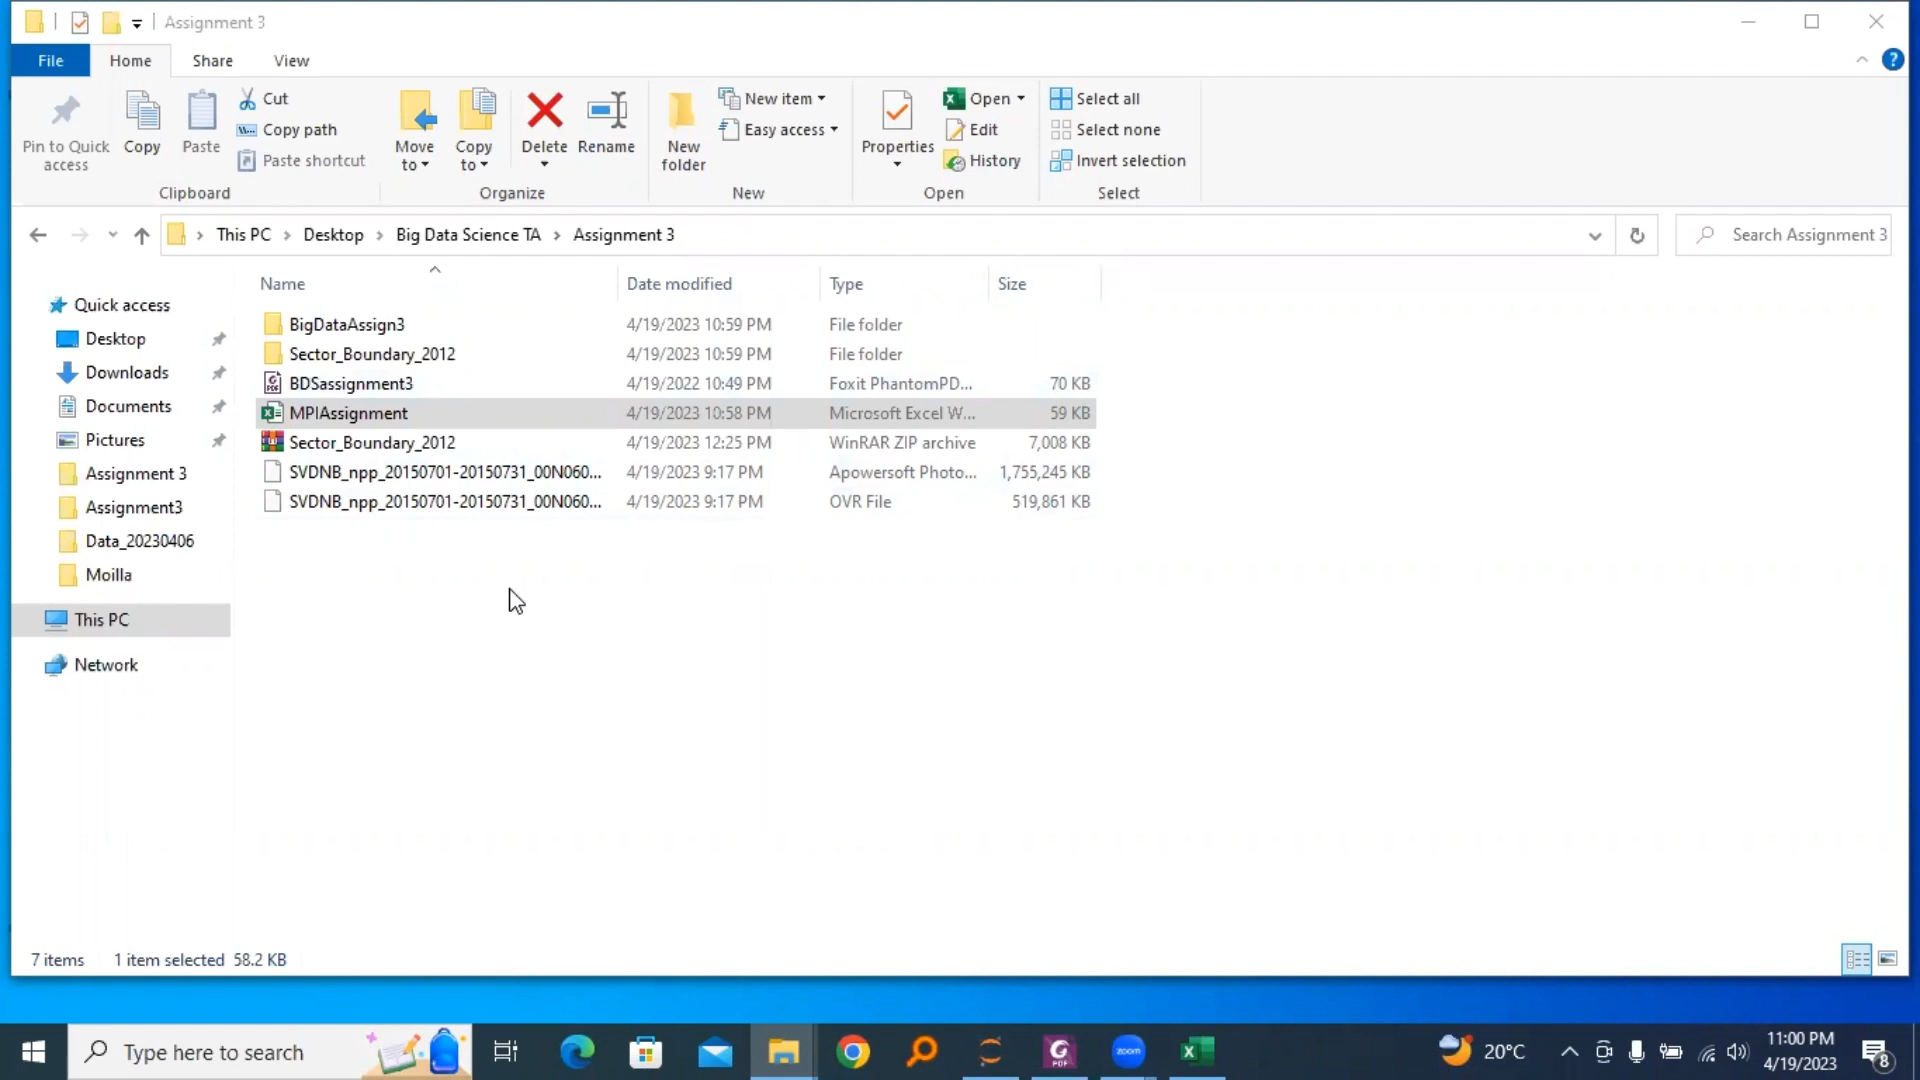 Assignment 3
File Home Share View
Pin to Quick access
Copy
Paste
Cut
Copy path
Paste shortcut
Clipboard
Move to
Copy to
Delete
Rename
Organize
New folder
New item
Easy access
New
Properties
Open
Edit
History
Open
Select all
Select none
Invert selection
Select
This PC > Desktop > Big Data Science TA > Assignment 3
Search Assignment 3
Name Date modified Type Size
BigDataAssign3 4/19/2023 10:59 PM File folder
Sector_Boundary_2012 4/19/2023 10:59 PM File folder
BDSassignment3 4/19/2022 10:49 PM Foxit PhantomPD... 70 KB
MPIAssignment 4/19/2023 10:58 PM Microsoft Excel W... 59 KB
Sector_Boundary_2012 4/19/2023 12:25 PM WinRAR ZIP archive 7,008 KB
SVDNB_npp_20150701-20150731_00N060... 4/19/2023 9:17 PM Apowersoft Photo... 1,755,245 KB
SVDNB_npp_20150701-20150731_00N060... 4/19/2023 9:17 PM OVR File 519,861 KB
Quick access
Desktop
Downloads
Documents
Pictures
Assignment 3
Assignment3
Data_20230406
Moilla
This PC
Network
7 items 1 item selected 58.2 KB
Type here to search
zoom
20°C
11:00 PM
4/19/2023
8